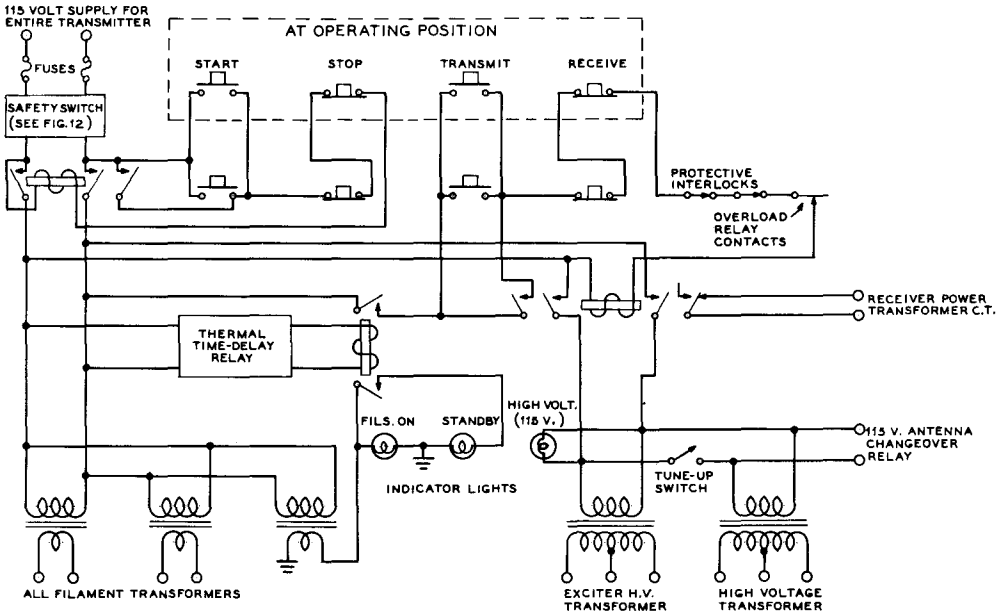 115 VOLT SUPPLY FOR
ENTIRE TRANSMITTER
FUSES
SAFETY SWITCH
(SEE FIG. 12)
AT OPERATING POSITION
START
STOP
TRANSMIT
RECEIVE
PROTECTIVE
INTERLOCKS
OVERLOAD
RELAY
CONTACTS
RECEIVER POWER
TRANSFORMER C.T.
THERMAL
TIME-DELAY
RELAY
FILS. ON
STANDBY
HIGH VOLT.
(115 V.)
INDICATOR LIGHTS
115 V. ANTENNA
CHANGEOVER
RELAY
TUNE-UP
SWITCH
ALL FILAMENT TRANSFORMERS
EXCITER H.V.
TRANSFORMER
HIGH VOLTAGE
TRANSFORMER